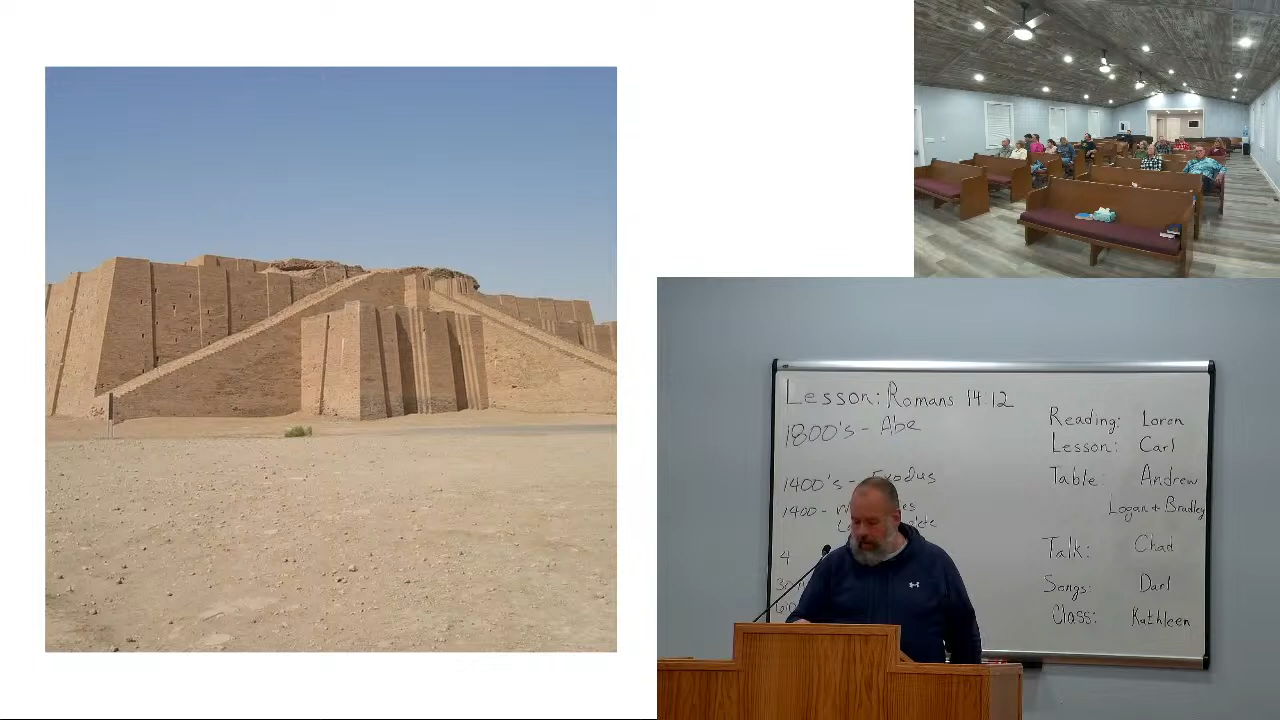 Lesson: Romans 14:12
1800's - Abe
1400's - Exodus
1400 -
4
Reading: Loren
Lesson: Carl
Table: Andrew
Logan + Bradley
Talk: Chad
Songs: Darl
Class: Kathleen